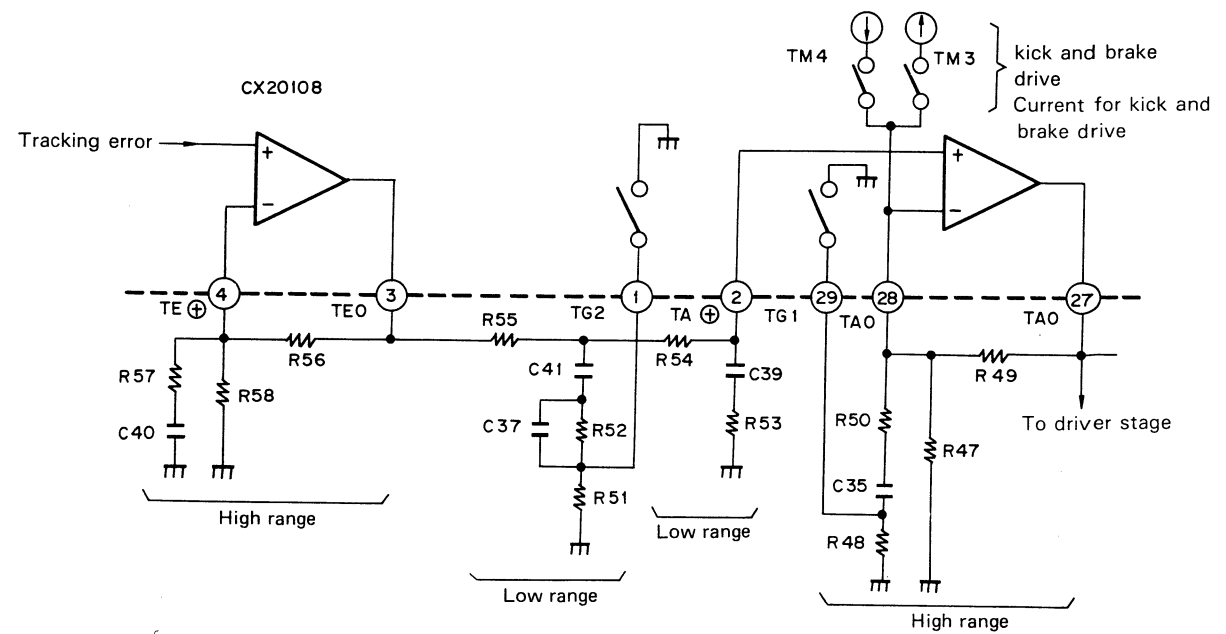 TM4
TM3
kick and brake
drive
Current for kick and
brake drive
CX20108
Tracking error
+
−
+
−
4
3
1
2
29
28
27
TE ⊕
TEO
TG2
TA ⊕
TG1
TAO
TAO
R55
R56
R54
R57
R58
C41
C39
R49
C40
C37
R52
R53
R50
To driver stage
R47
C35
R51
R48
High range
Low range
Low range
High range